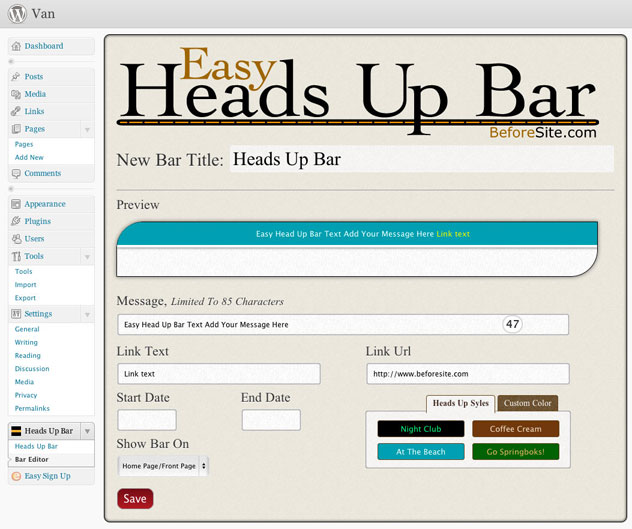 Van
Dashboard
Posts
Media
Links
Pages
Pages
Add New
Comments
Appearance
Plugins
Users
Tools
Tools
Import
Export
Settings
General
Writing
Reading
Discussion
Media
Privacy
Permalinks
Heads Up Bar
Heads Up Bar
Bar Editor
Easy Sign Up
Easy
Heads Up Bar
BeforeSite.com
New Bar Title: Heads Up Bar
Preview
Easy Head Up Bar Text Add Your Message Here Link text
Message, Limited To 85 Characters
Easy Head Up Bar Text Add Your Message Here 47
Link Text Link Url
Link text http://www.beforesite.com
Start Date End Date
Heads Up Syles Custom Color
Night Club Coffee Cream
At The Beach Go Springboks!
Show Bar On
Home Page/Front Page
Save